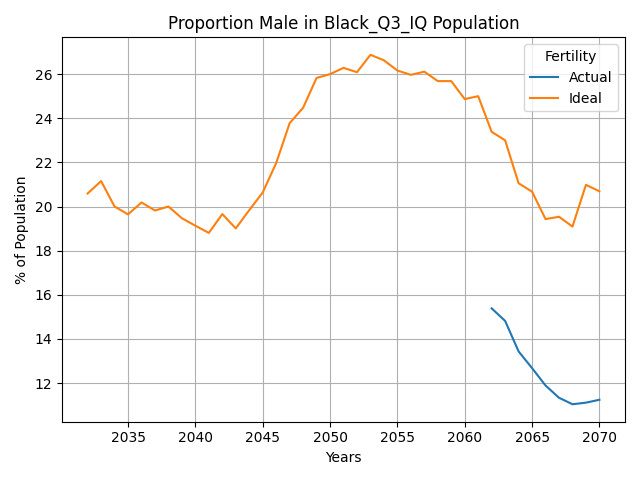 Proportion Male in Black_Q3_IQ Population
Fertility
Actual
Ideal
% of Population
26
24
22
20
18
16
14
12
2035 2040 2045 2050 2055 2060 2065 2070
Years